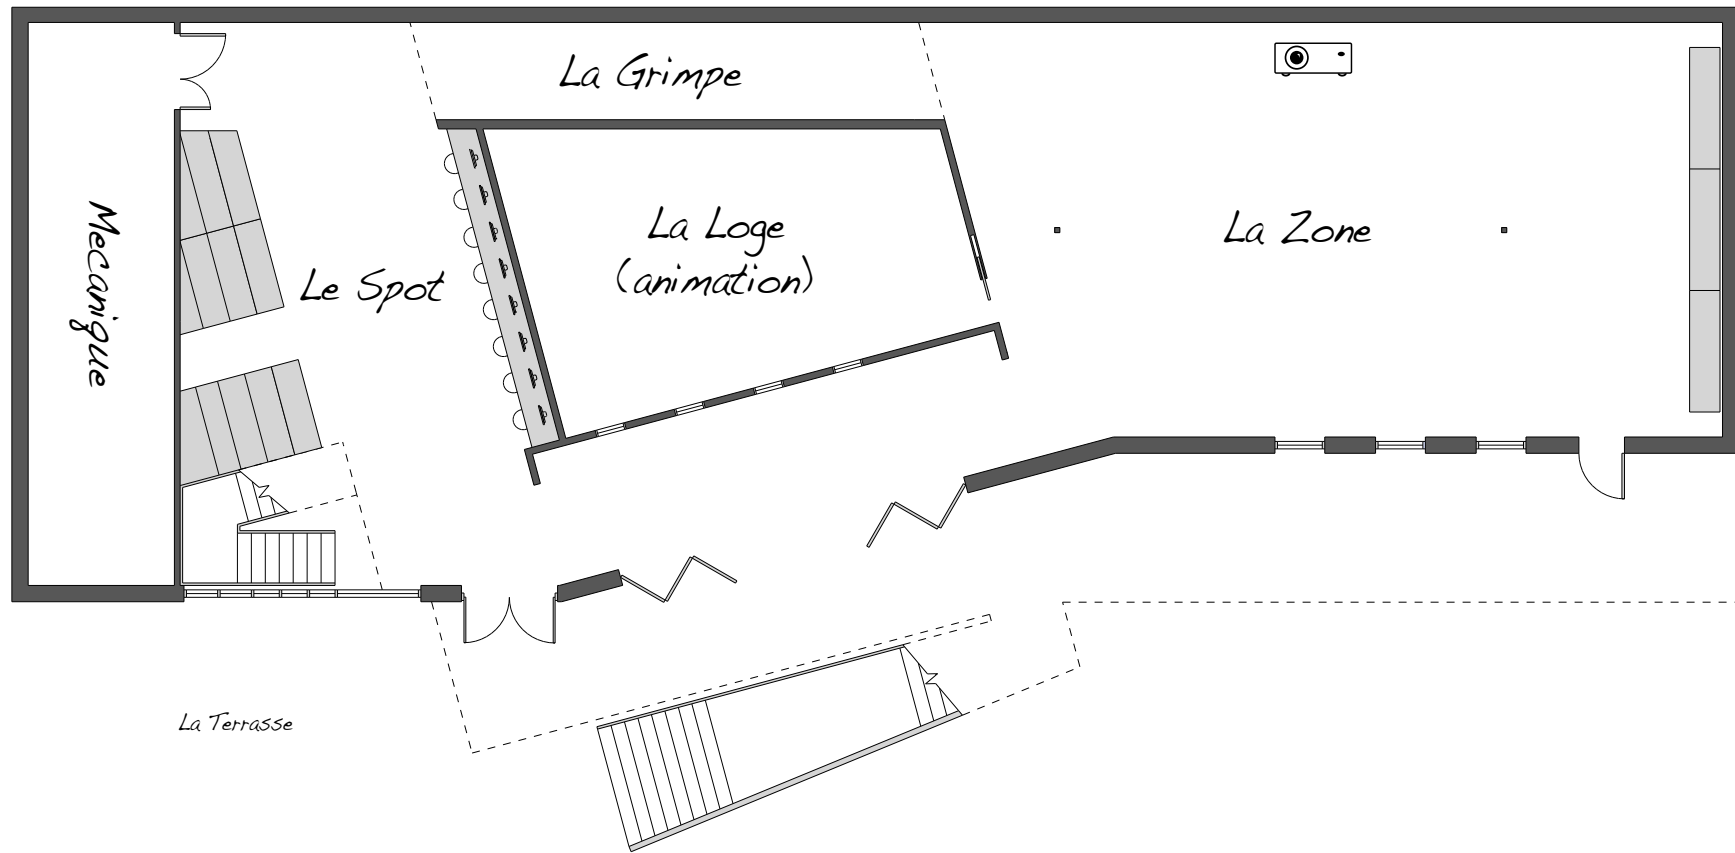 La Grimpe
La Loge
(animation)
La Zone
Mecanique
Le Spot
La Terrasse